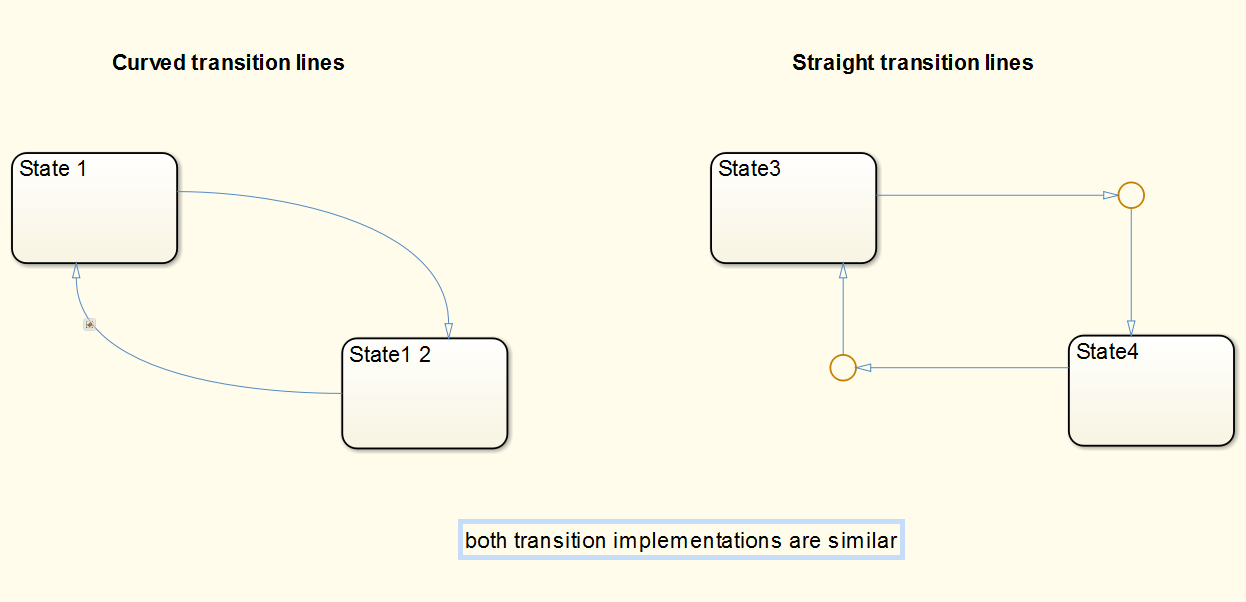 Curved transition lines
Straight transition lines
State 1
State3
State1 2
State4
both transition implementations are similar